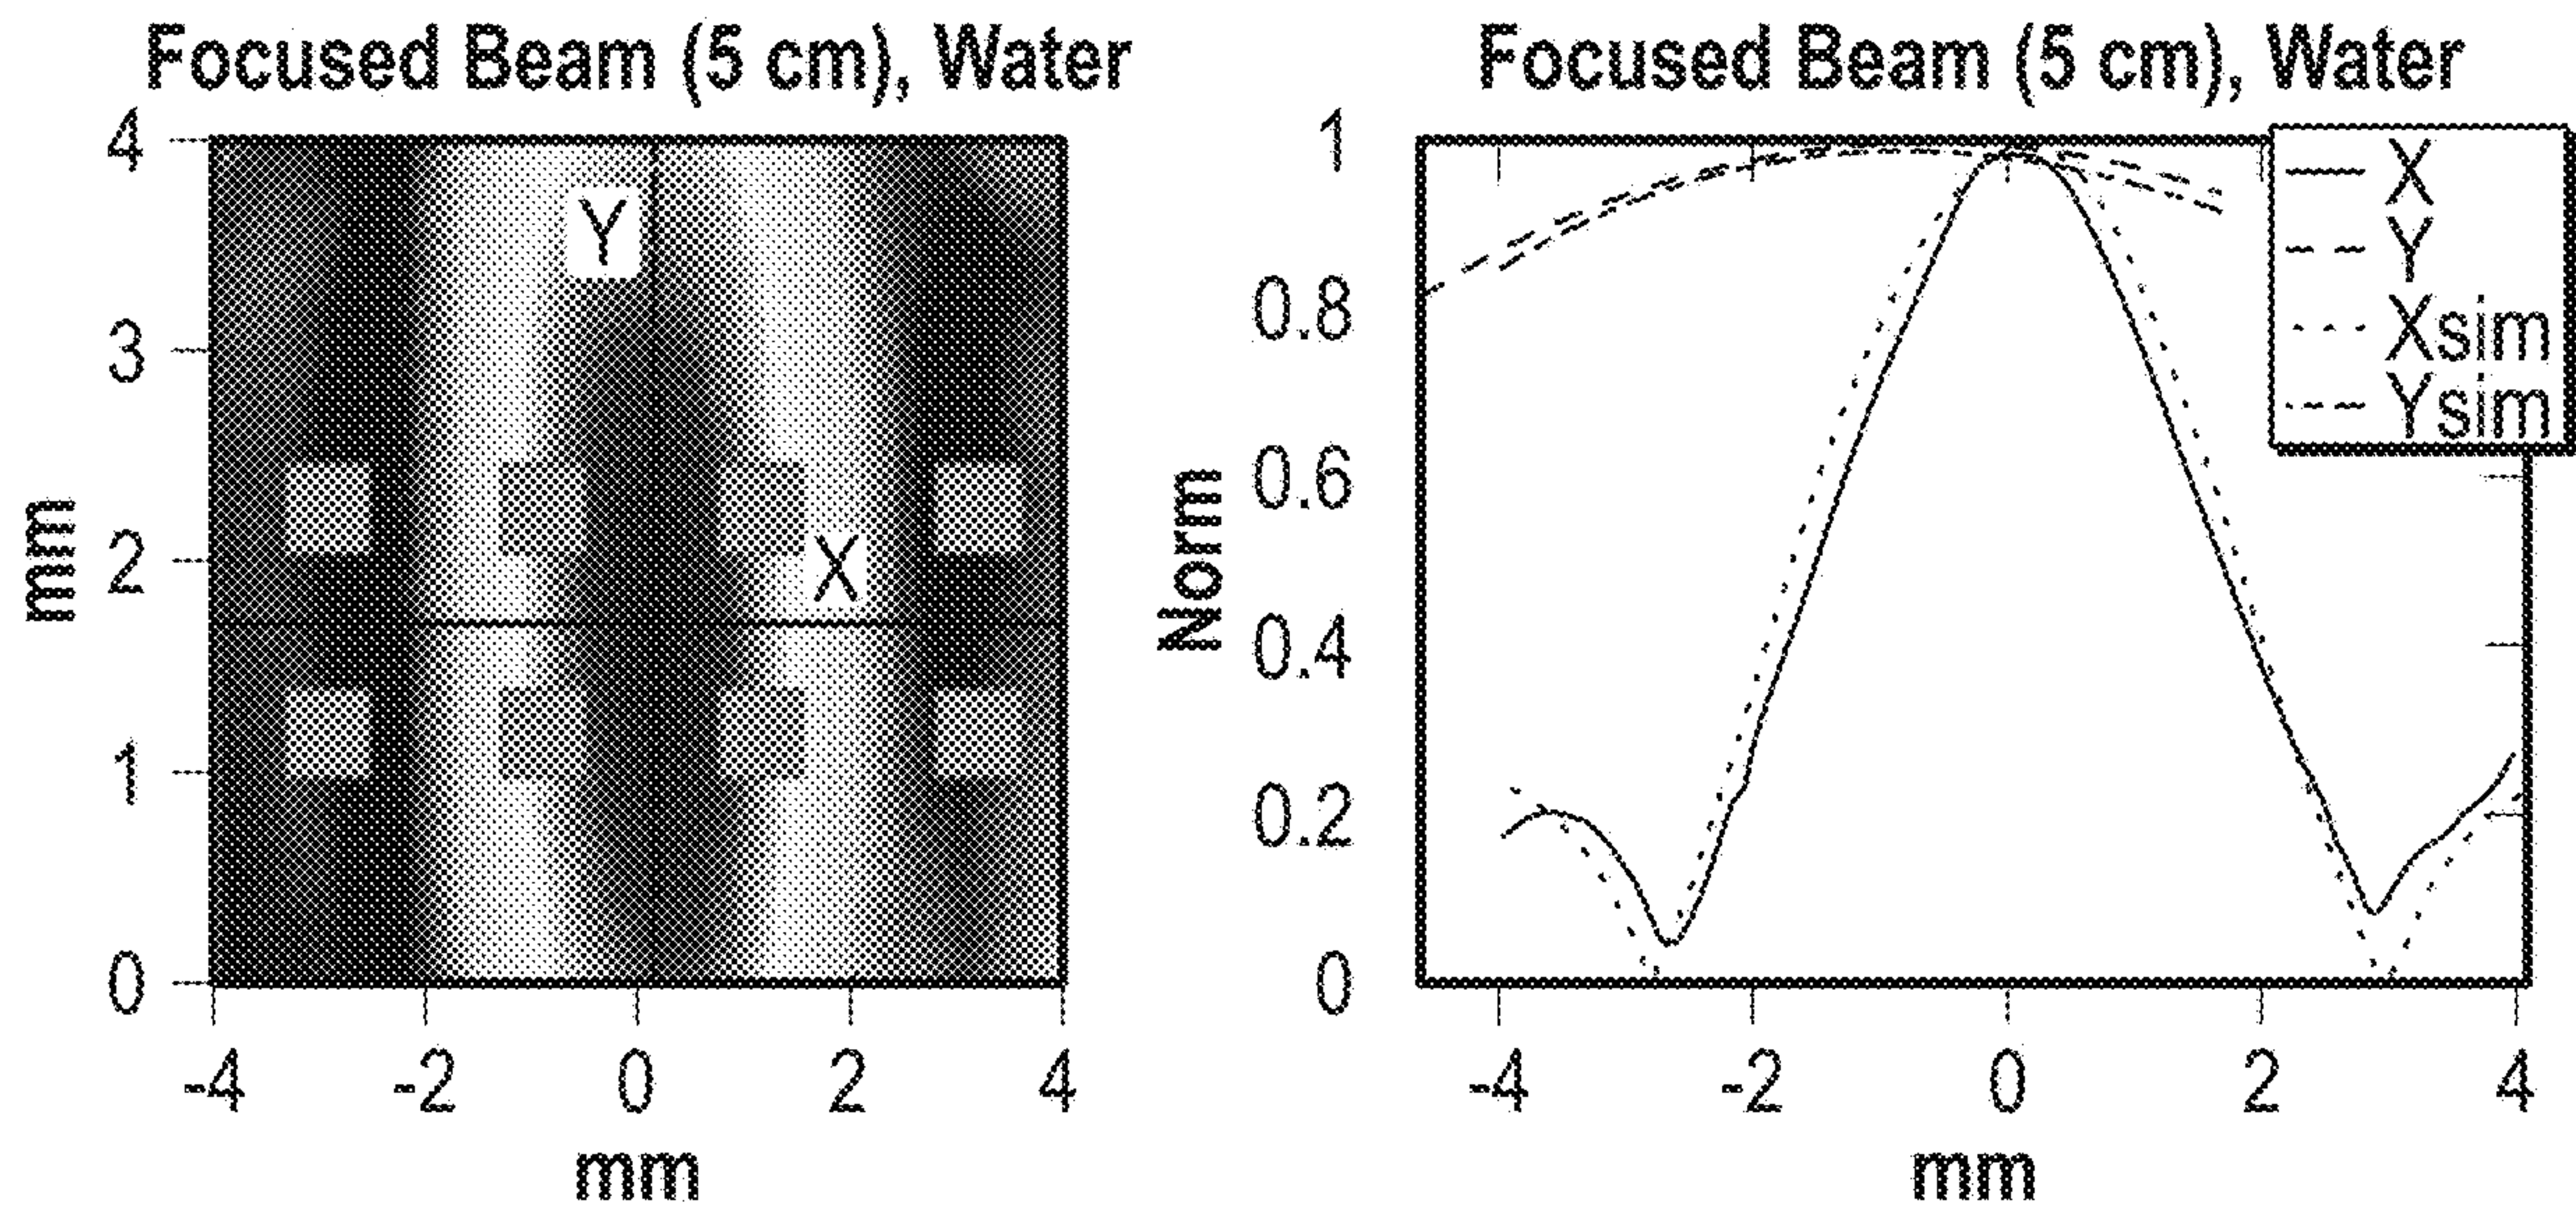 Focused Beam (5 cm), Water
4
3
2
1
0
mm
Y
X
-4 -2 0 2 4
mm
Focused Beam (5 cm), Water
1
0.8
0.6
0.4
0.2
0
Norm
X
Y
Xsim
Ysim
-4 -2 0 2 4
mm